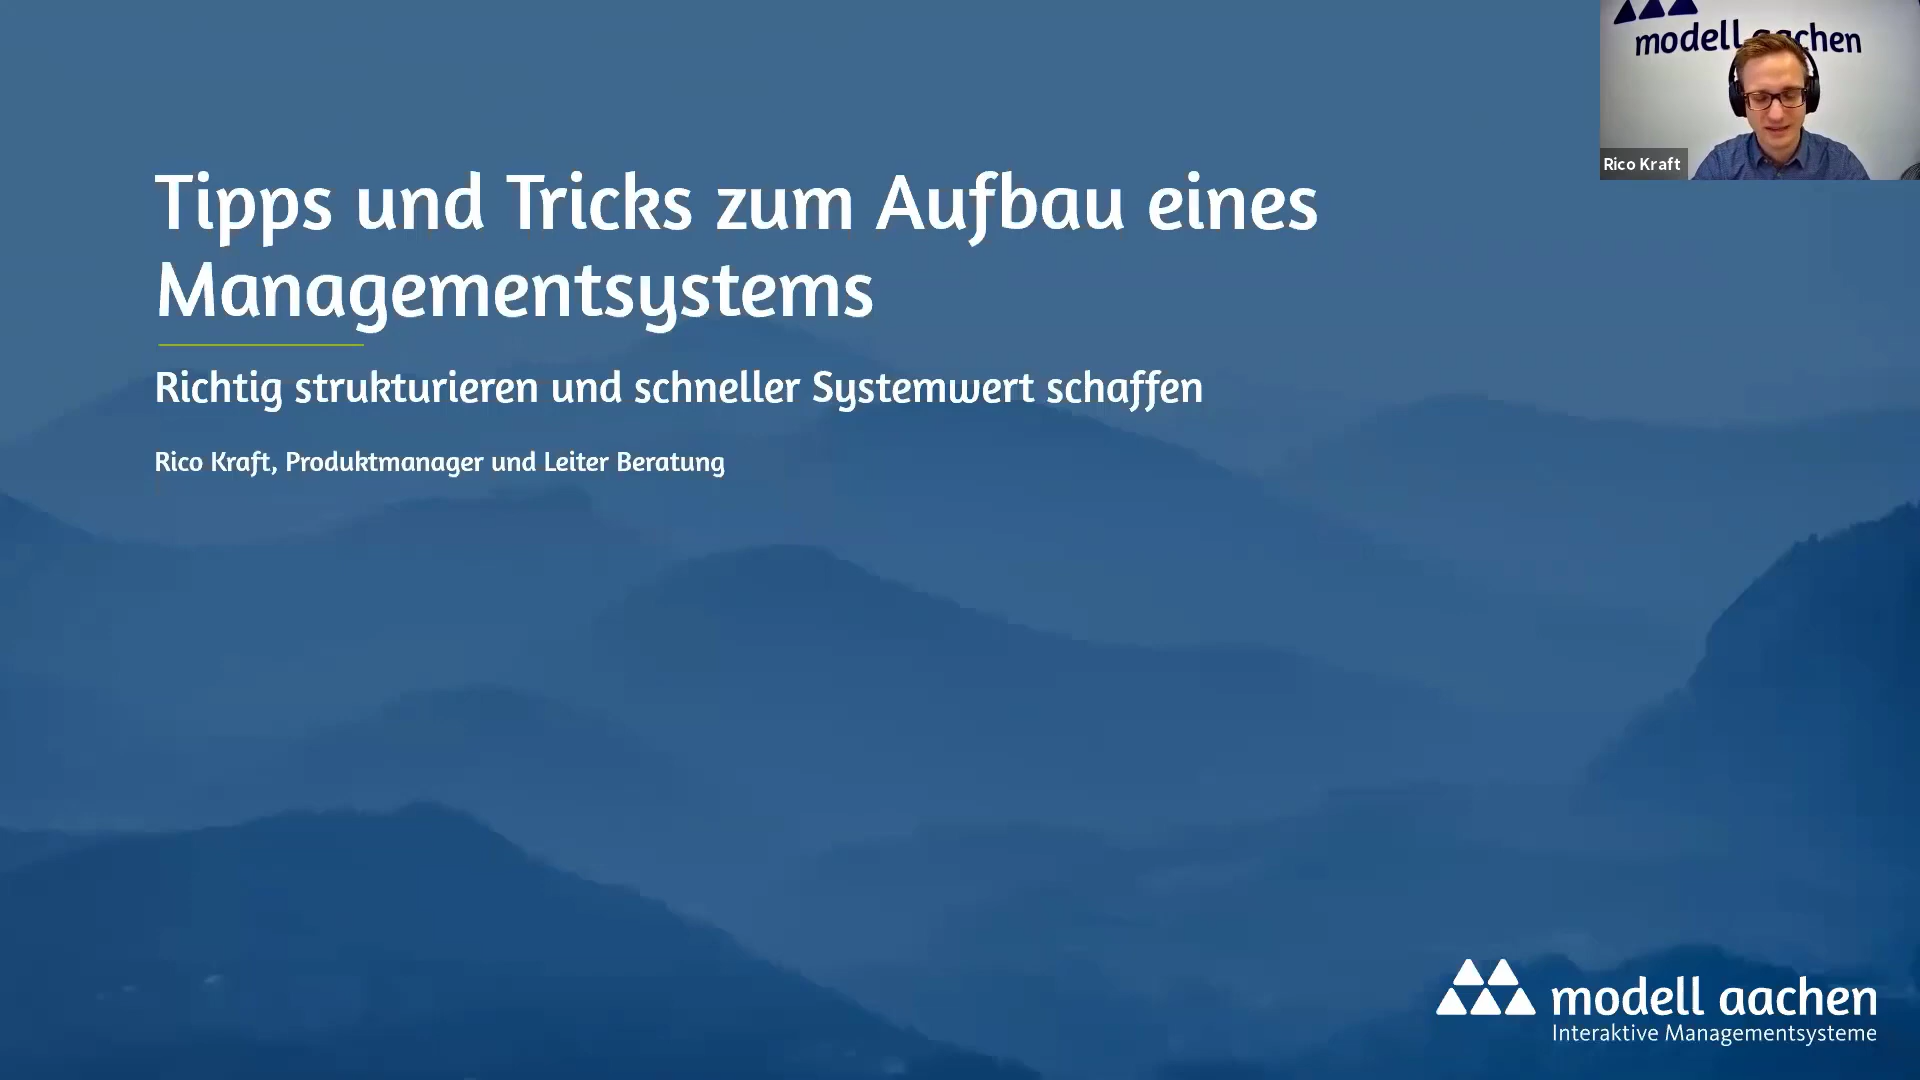 modell aachen
Rico Kraft
Tipps und Tricks zum Aufbau eines
Managementsystems
Richtig strukturieren und schneller Systemwert schaffen
Rico Kraft, Produktmanager und Leiter Beratung
modell aachen
Interaktive Managementsysteme